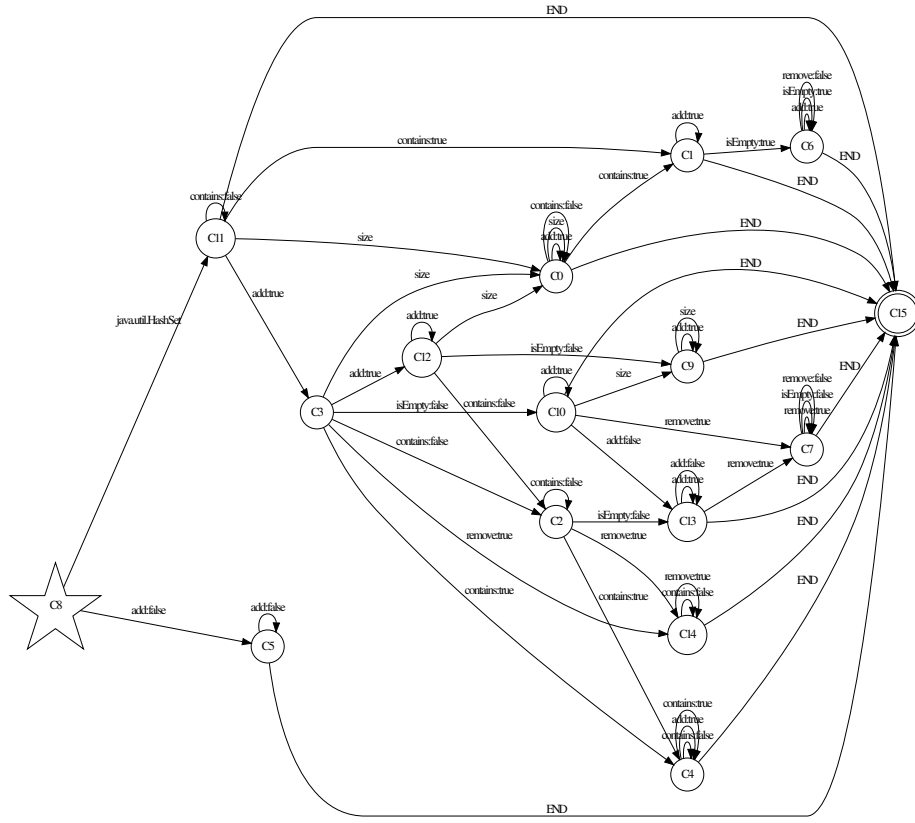 END
remove:false
isEmpty:true
add:true
C6
add:true
C1
isEmpty:true
END
contains:true
END
contains:false
C11
contains:true
contains:false
size
add:true
C0
size
END
END
add:true
size
size
java.util.HashSet
add:true
C12
isEmpty:false
size
add:true
C9
END
C15
add:true
C3
isEmpty:false
add:true
C10
size
contains:false
remove:true
add:false
remove:false
isEmpty:false
remove:true
C7
END
contains:false
contains:false
C2
isEmpty:false
add:false
add:true
C13
remove:true
END
remove:true
remove:true
END
contains:true
contains:true
remove:true
contains:false
C14
END
C8
add:false
add:false
C5
contains:true
add:true
contains:false
C4
END